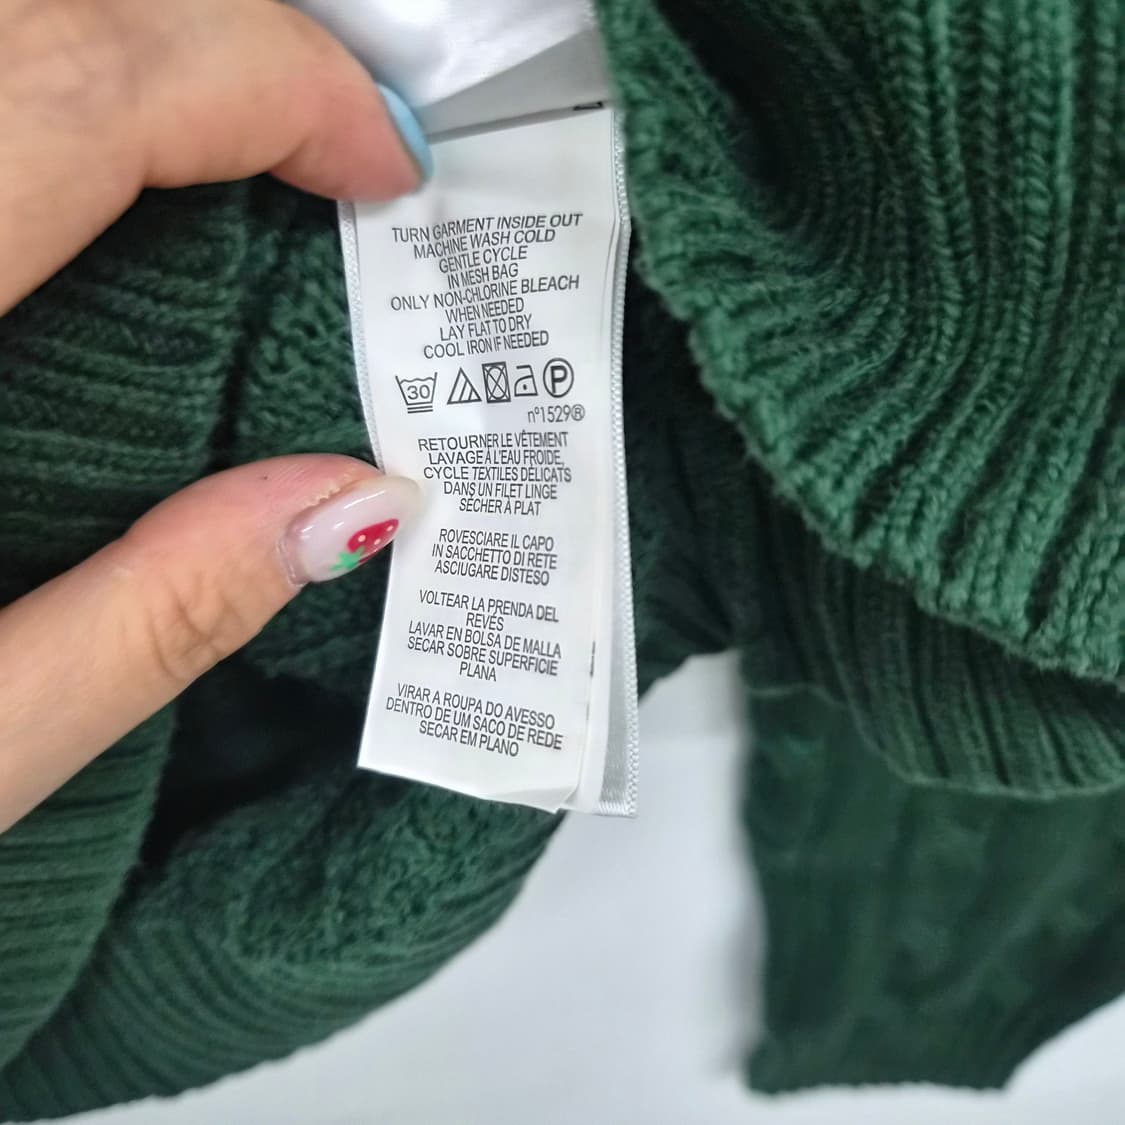 TURN GARMENT INSIDE OUT
MACHINE WASH COLD
GENTLE CYCLE
IN MESH BAG
ONLY NON-CHLORINE BLEACH
WHEN NEEDED
LAY FLAT TO DRY
COOL IRON IF NEEDED
30 P
nº1529®
RETOURNER LE VÊTEMENT
LAVAGE À L'EAU FROIDE,
CYCLE TEXTILES DÉLICATS
DANS UN FILET LINGE
SÉCHER À PLAT
ROVESCIARE IL CAPO
IN SACCHETTO DI RETE
ASCIUGARE DISTESO
VOLTEAR LA PRENDA DEL
REVÉS
LAVAR EN BOLSA DE MALLA
SECAR SOBRE SUPERFICIE
PLANA
VIRAR A ROUPA DO AVESSO
DENTRO DE UM SACO DE REDE
SECAR EM PLANO